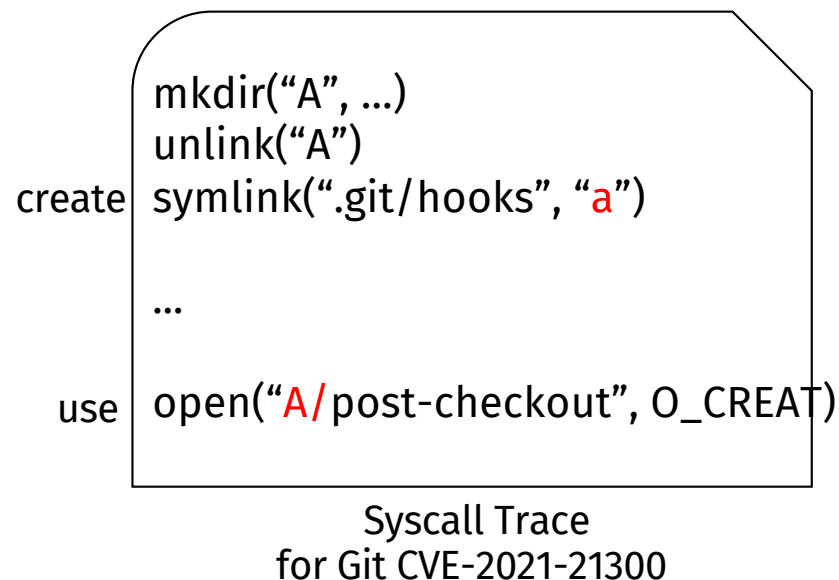 mkdir(“A”, …)
unlink(“A”)
create symlink(“.git/hooks”, “a”)
…
use open(“A/post-checkout”, O_CREAT)
Syscall Trace
for Git CVE-2021-21300